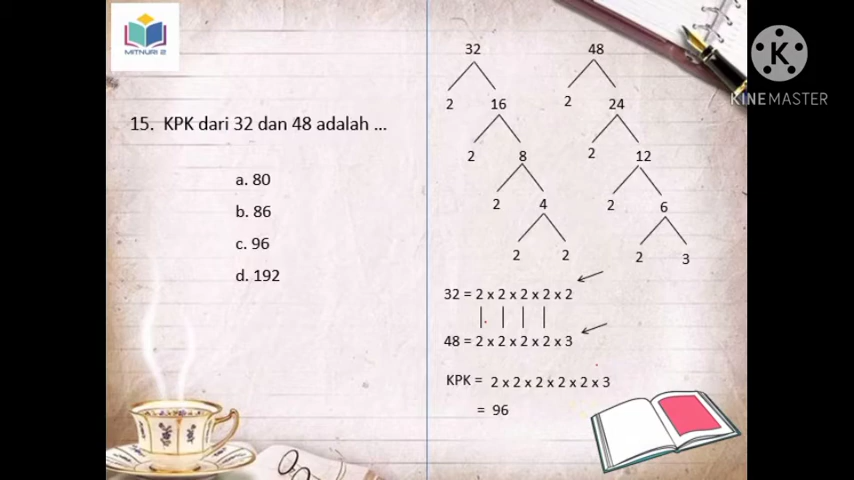 MITNURI 2
15. KPK dari 32 dan 48 adalah ...
a. 80
b. 86
c. 96
d. 192
32
2 16
2 8
2 4
2 2
48
2 24
2 12
2 6
2 3
32 = 2 x 2 x 2 x 2 x 2
48 = 2 x 2 x 2 x 2 x 3
KPK = 2 x 2 x 2 x 2 x 2 x 3
= 96
K
KINEMASTER